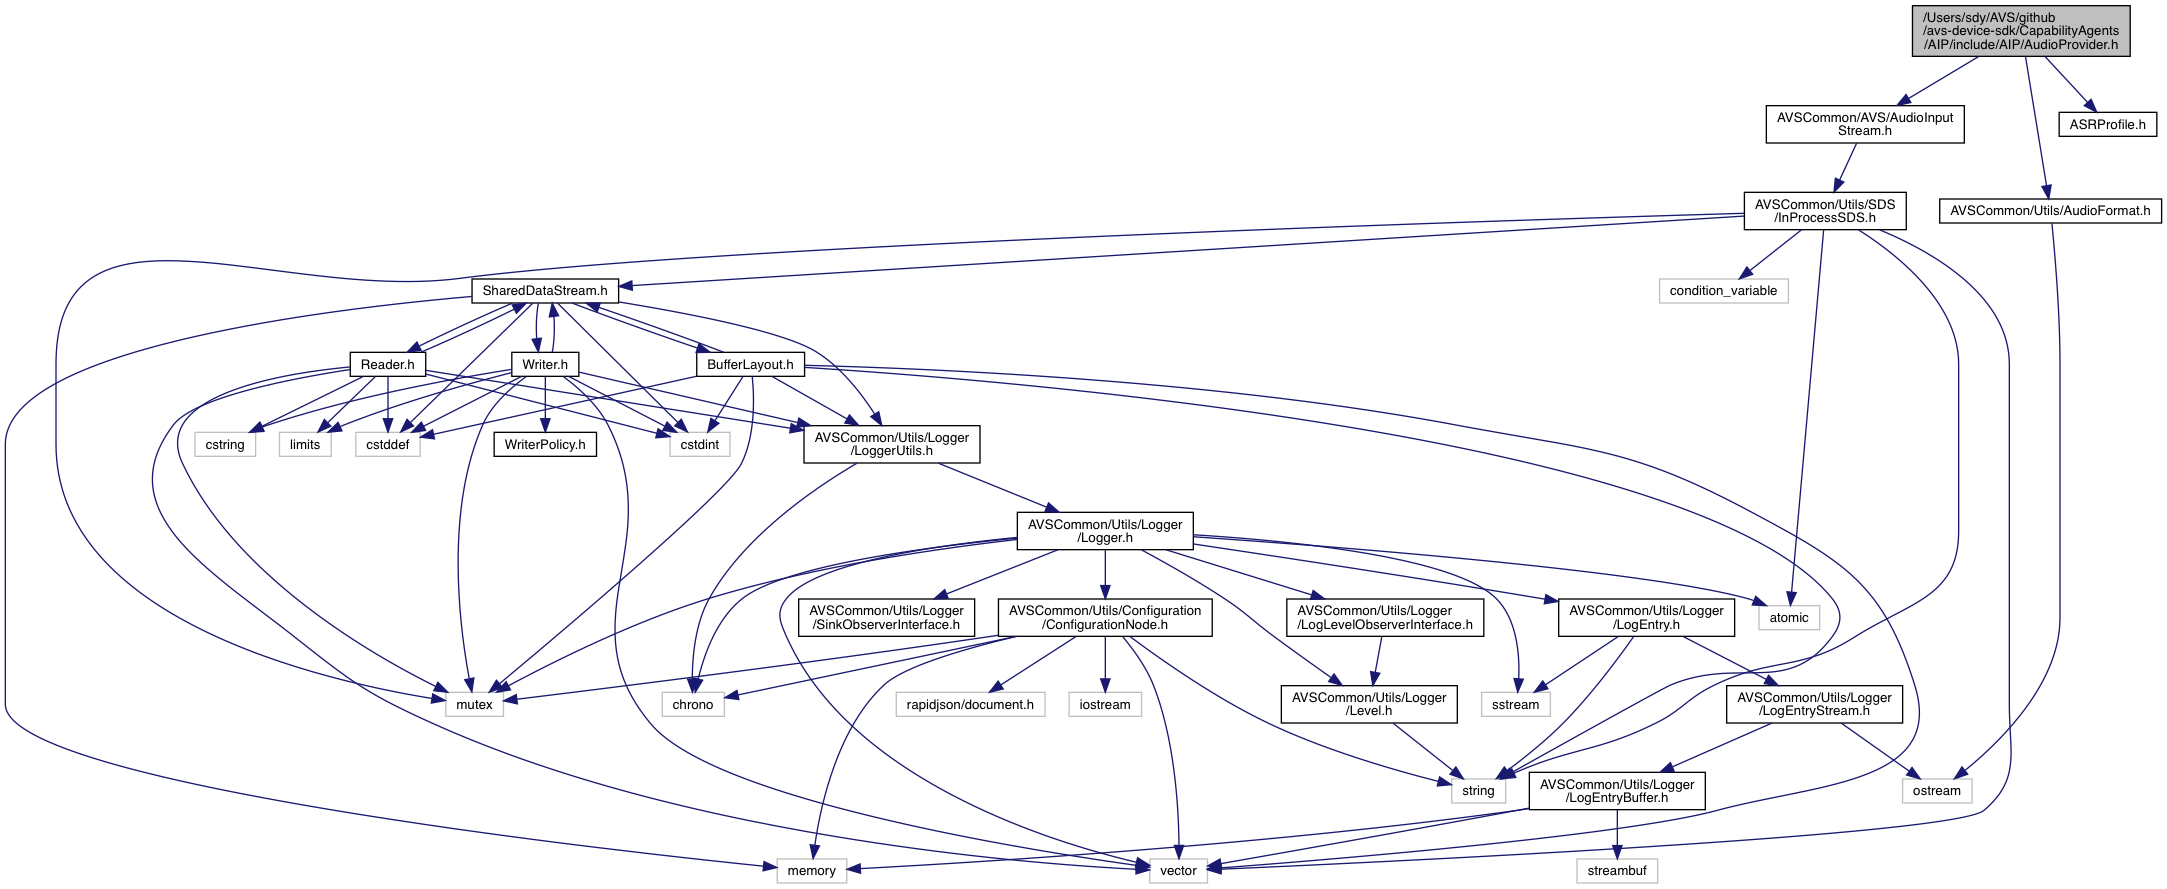 /Users/sdy/AVS/github
/avs-device-sdk/CapabilityAgents
/AIP/include/AIP/AudioProvider.h
AVSCommon/AVS/AudioInput
Stream.h
ASRProfile.h
AVSCommon/Utils/SDS
/InProcessSDS.h
AVSCommon/Utils/AudioFormat.h
SharedDataStream.h
condition_variable
Reader.h
Writer.h
BufferLayout.h
cstring
limits
cstddef
WriterPolicy.h
cstdint
AVSCommon/Utils/Logger
/LoggerUtils.h
AVSCommon/Utils/Logger
/Logger.h
AVSCommon/Utils/Logger
/SinkObserverInterface.h
AVSCommon/Utils/Configuration
/ConfigurationNode.h
AVSCommon/Utils/Logger
/LogLevelObserverInterface.h
AVSCommon/Utils/Logger
/LogEntry.h
atomic
mutex
chrono
rapidjson/document.h
iostream
AVSCommon/Utils/Logger
/Level.h
sstream
AVSCommon/Utils/Logger
/LogEntryStream.h
string
AVSCommon/Utils/Logger
/LogEntryBuffer.h
ostream
memory
vector
streambuf